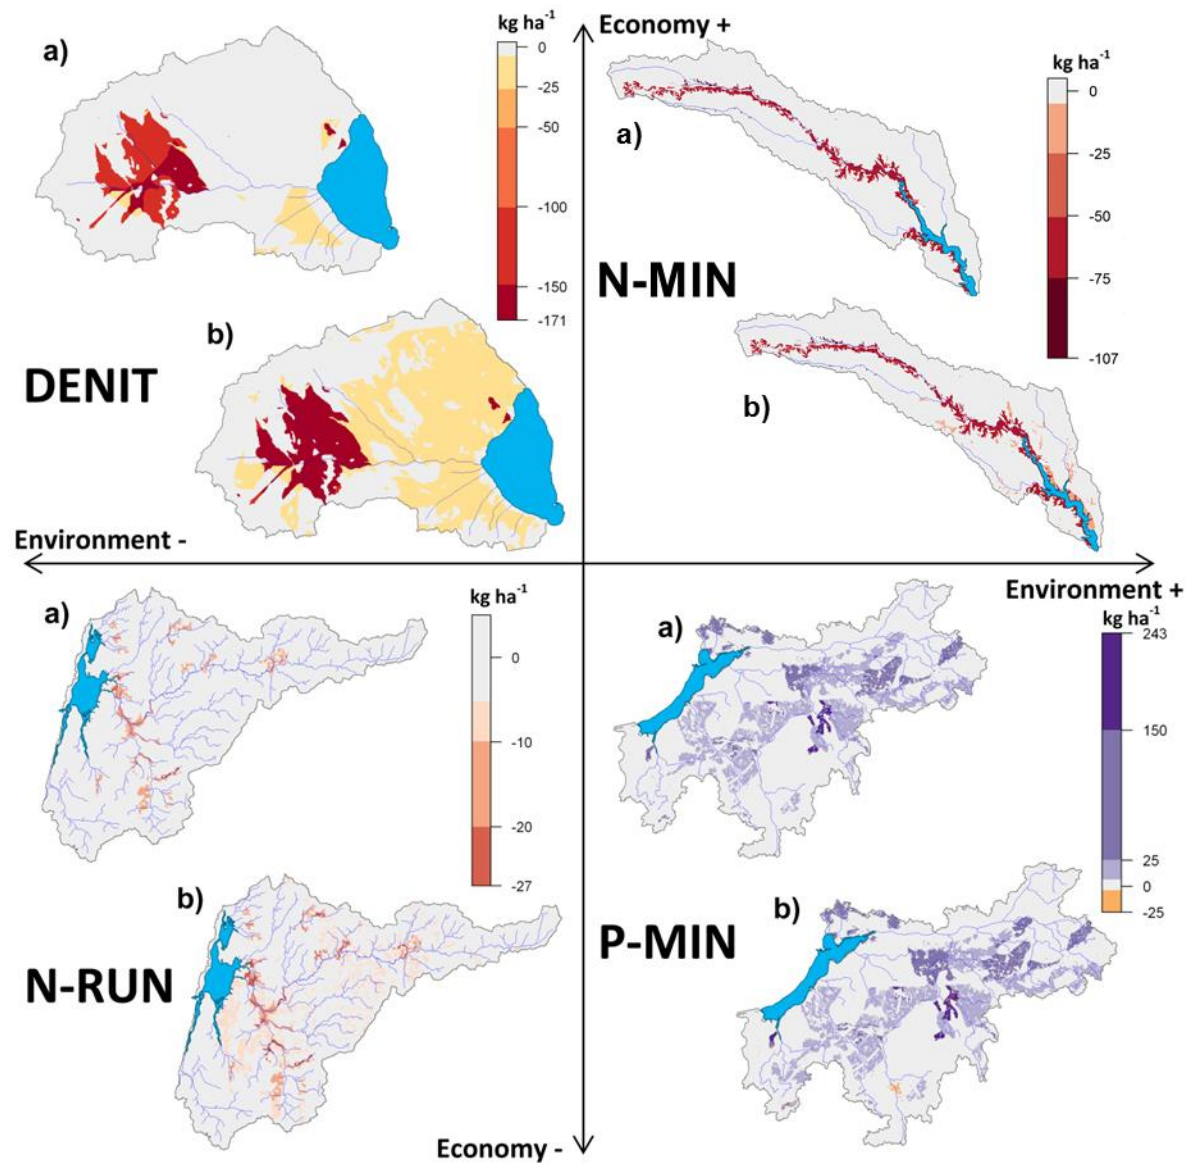 Economy +
a)
kg ha-1
0
-25
-50
-100
-150
-171
kg ha-1
0
-25
-50
-75
-107
a)
N-MIN
b)
DENIT
b)
Environment -
Environment +
a)
kg ha-1
0
-10
-20
-27
a)
kg ha-1
243
150
25
0
-25
b)
N-RUN
b)
P-MIN
Economy -